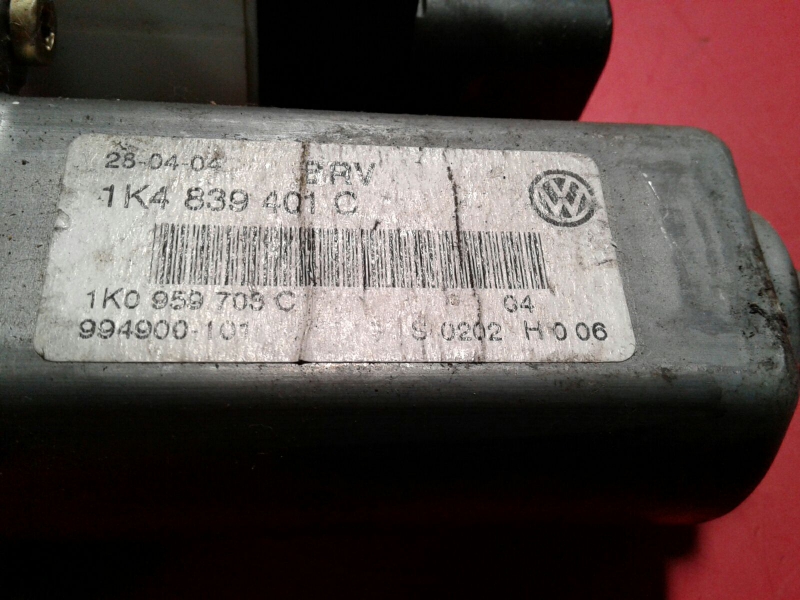 28-04-04 BRV
1K4 839 401 C
1K0 959 703 C 04
994900-101 S 0202 H 0 06